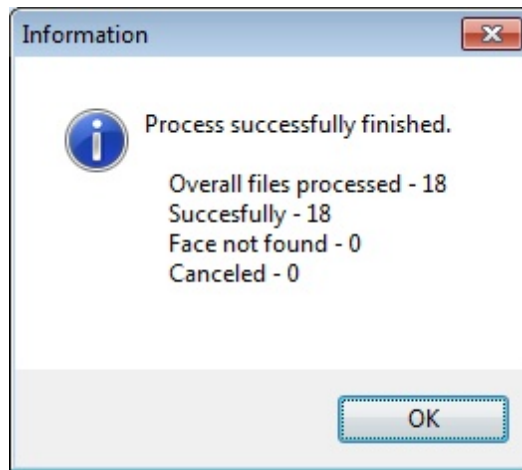 Information
Process successfully finished.
Overall files processed - 18
Succesfully - 18
Face not found - 0
Canceled - 0
OK